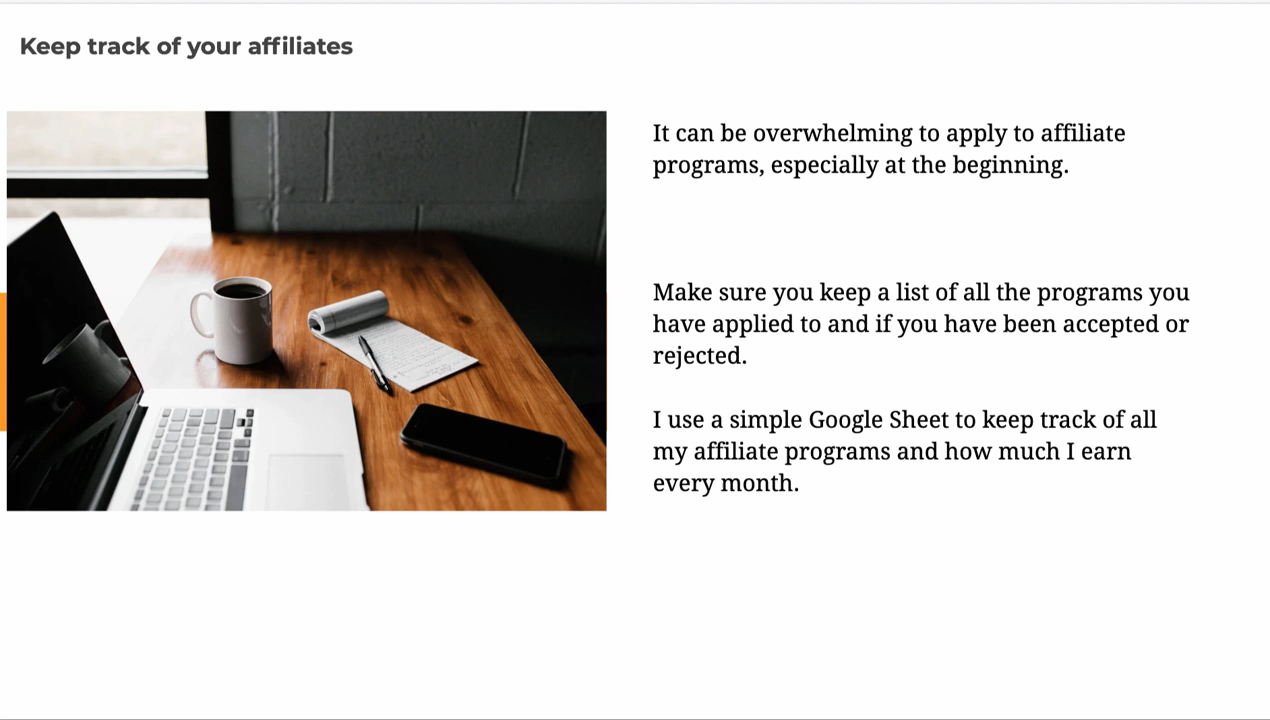 Keep track of your affiliates
It can be overwhelming to apply to affiliate
programs, especially at the beginning.
Make sure you keep a list of all the programs you
have applied to and if you have been accepted or
rejected.
I use a simple Google Sheet to keep track of all
my affiliate programs and how much I earn
every month.